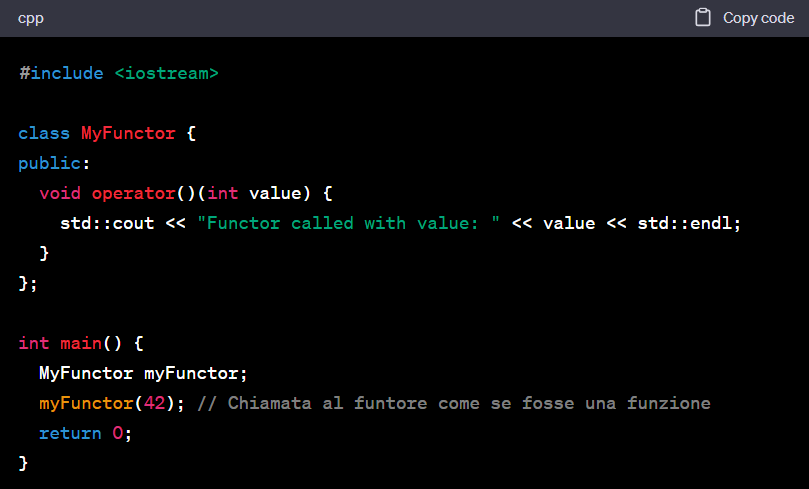 cpp
Copy code
#include <iostream>
class MyFunctor {
public:
  void operator()(int value) {
    std::cout << "Functor called with value: " << value << std::endl;
  }
};
int main() {
  MyFunctor myFunctor;
  myFunctor(42); // Chiamata al funtore come se fosse una funzione
  return 0;
}